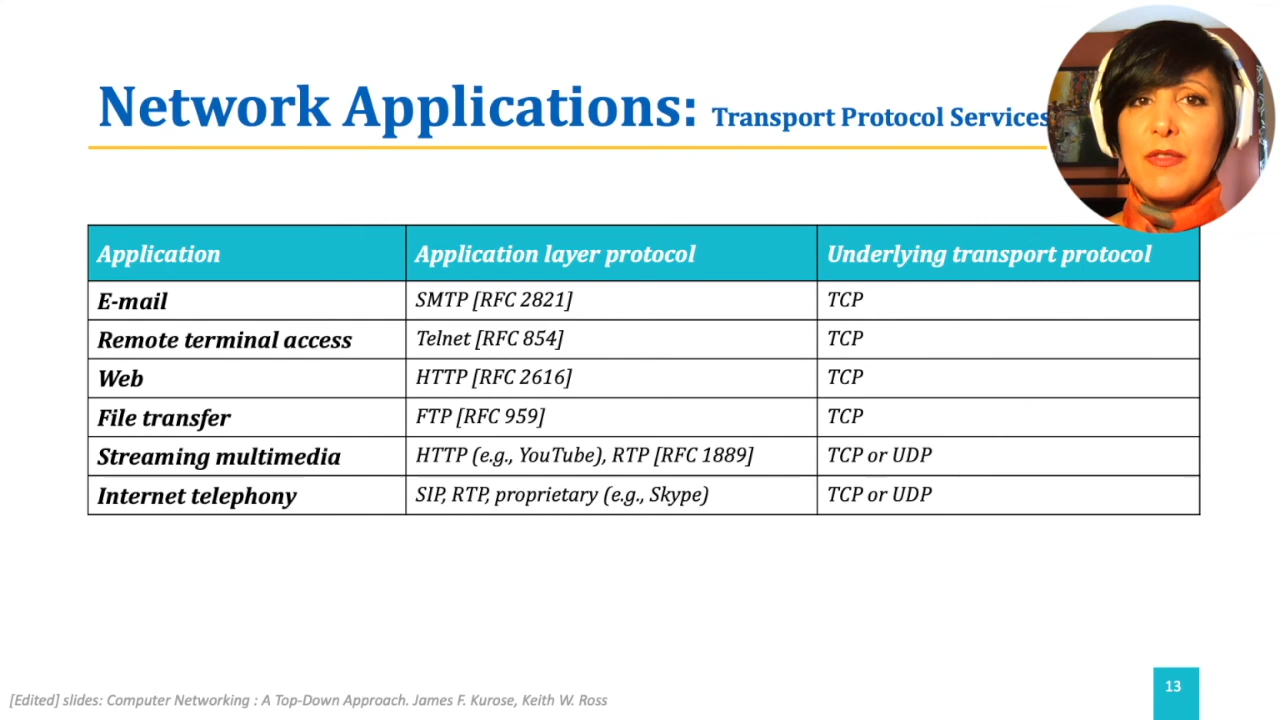 Network Applications: Transport Protocol Services
Application Application layer protocol Underlying transport protocol
E-mail SMTP [RFC 2821] TCP
Remote terminal access Telnet [RFC 854] TCP
Web HTTP [RFC 2616] TCP
File transfer FTP [RFC 959] TCP
Streaming multimedia HTTP (e.g., YouTube), RTP [RFC 1889] TCP or UDP
Internet telephony SIP, RTP, proprietary (e.g., Skype) TCP or UDP
[Edited] slides: Computer Networking : A Top-Down Approach. James F. Kurose, Keith W. Ross
13